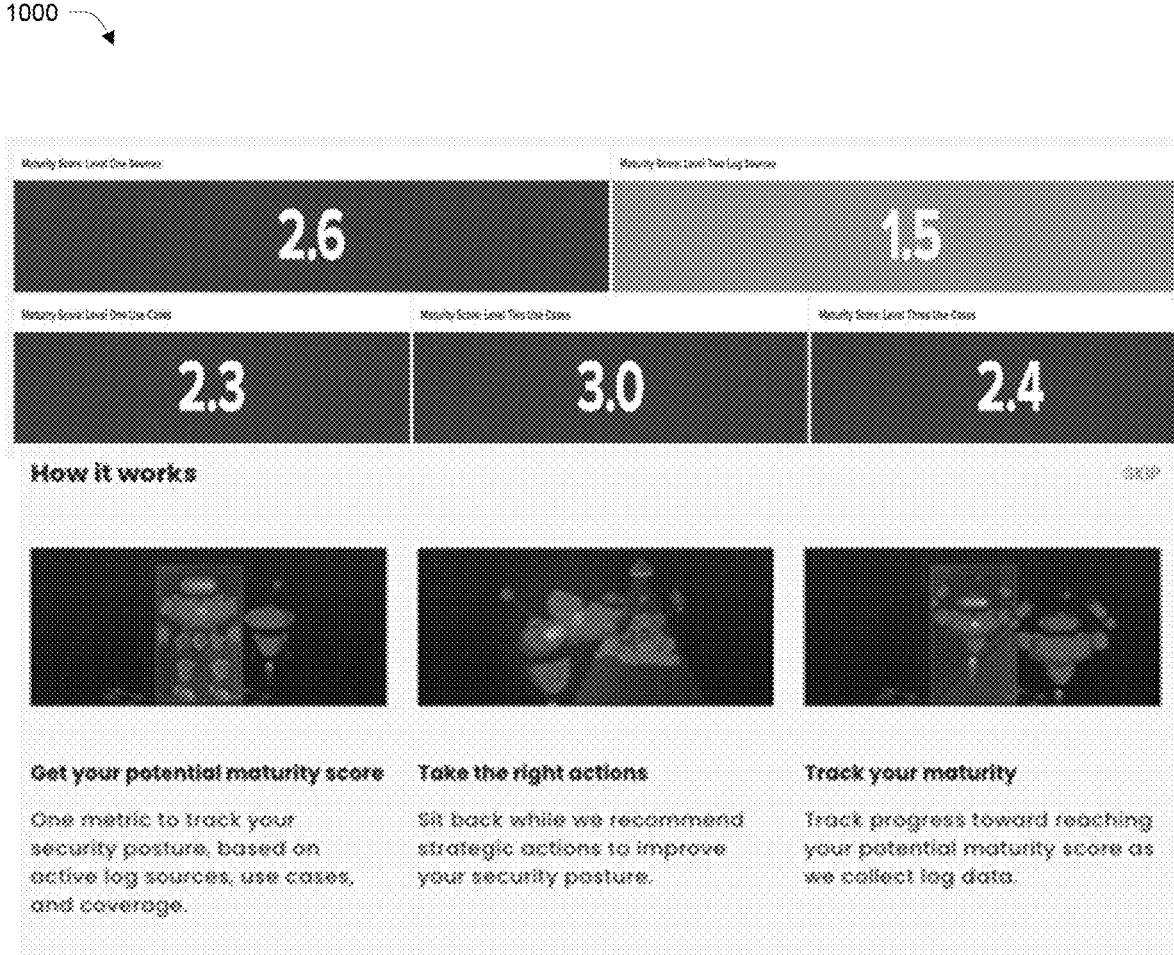 1000
Maturity Score: Level One Sources
Maturity Score: Level Two Log Sources
2.6
1.5
Maturity Score: Level One Use Cases
Maturity Score: Level Two Use Cases
Maturity Score: Level Three Use Cases
2.3
3.0
2.4
How it works
SKIP
Get your potential maturity score
One metric to track your
security posture, based on
active log sources, use cases,
and coverage.
Take the right actions
Sit back while we recommend
strategic actions to improve
your security posture.
Track your maturity
Track progress toward reaching
your potential maturity score as
we collect log data.